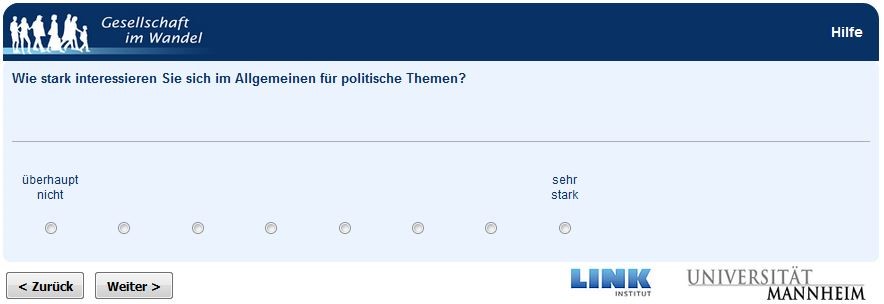 Gesellschaft
im Wandel
Hilfe
Wie stark interessieren Sie sich im Allgemeinen für politische Themen?
überhaupt
nicht
sehr
stark
< Zurück
Weiter >
LINK
INSTITUT
UNIVERSITÄT
MANNHEIM